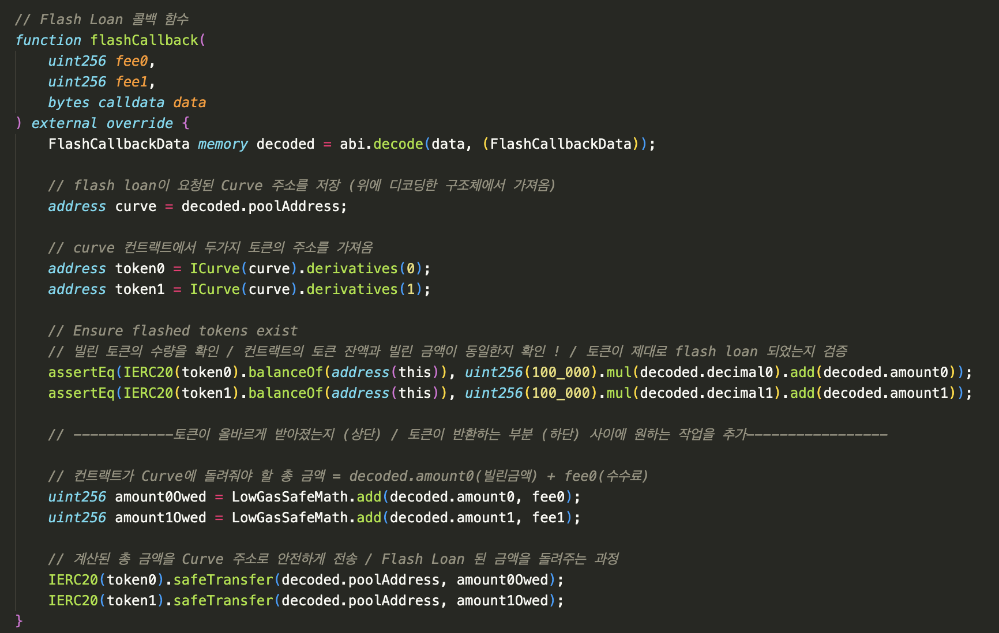 // Flash Loan 콜백 함수
function flashCallback(
    uint256 fee0,
    uint256 fee1,
    bytes calldata data
) external override {
    FlashCallbackData memory decoded = abi.decode(data, (FlashCallbackData));

    // flash loan이 요청된 Curve 주소를 저장 (위에 디코딩한 구조체에서 가져옴)
    address curve = decoded.poolAddress;

    // curve 컨트랙트에서 두가지 토큰의 주소를 가져옴
    address token0 = ICurve(curve).derivatives(0);
    address token1 = ICurve(curve).derivatives(1);

    // Ensure flashed tokens exist
    // 빌린 토큰의 수량을 확인 / 컨트랙트의 토큰 잔액과 빌린 금액이 동일한지 확인 ! / 토큰이 제대로 flash loan 되었는지 검증
    assertEq(IERC20(token0).balanceOf(address(this)), uint256(100_000).mul(decoded.decimal0).add(decoded.amount0));
    assertEq(IERC20(token1).balanceOf(address(this)), uint256(100_000).mul(decoded.decimal1).add(decoded.amount1));

    // ------------토큰이 올바르게 받아졌는지 (상단) / 토큰이 반환하는 부분 (하단) 사이에 원하는 작업을 추가-----------------

    // 컨트랙트가 Curve에 돌려줘야 할 총 금액 = decoded.amount0(빌린금액) + fee0(수수료)
    uint256 amount0Owed = LowGasSafeMath.add(decoded.amount0, fee0);
    uint256 amount1Owed = LowGasSafeMath.add(decoded.amount1, fee1);

    // 계산된 총 금액을 Curve 주소로 안전하게 전송 / Flash Loan 된 금액을 돌려주는 과정
    IERC20(token0).safeTransfer(decoded.poolAddress, amount0Owed);
    IERC20(token1).safeTransfer(decoded.poolAddress, amount1Owed);
}